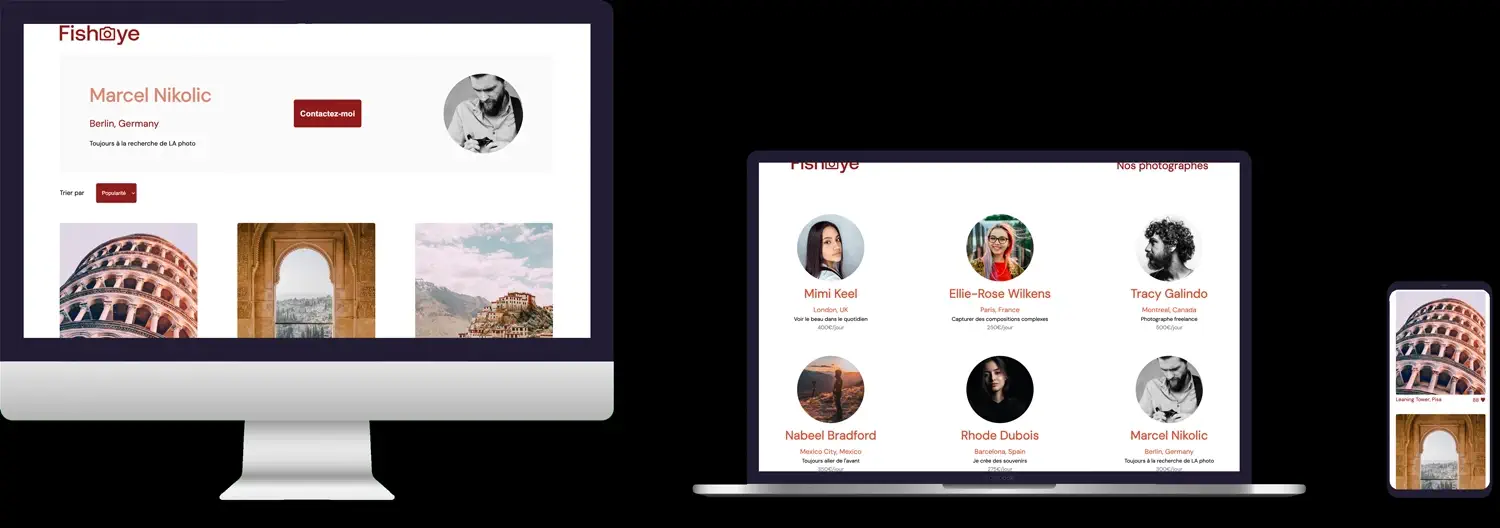 Fisheye
Marcel Nikolic
Berlin, Germany
Toujours à la recherche de LA photo
Contactez-moi
Trier par
Popularité
Fisheye
Nos photographes
Mimi Keel
London, UK
Voir le beau dans le quotidien
400€/jour
Ellie-Rose Wilkens
Paris, France
Capturer des compositions complexes
250€/jour
Tracy Galindo
Montreal, Canada
Photographe freelance
500€/jour
Nabeel Bradford
Mexico City, Mexico
Toujours aller de l'avant
350€/jour
Rhode Dubois
Barcelona, Spain
Je crée des souvenirs
275€/jour
Marcel Nikolic
Berlin, Germany
Toujours à la recherche de LA photo
300€/jour
Leaning Tower, Pisa
88